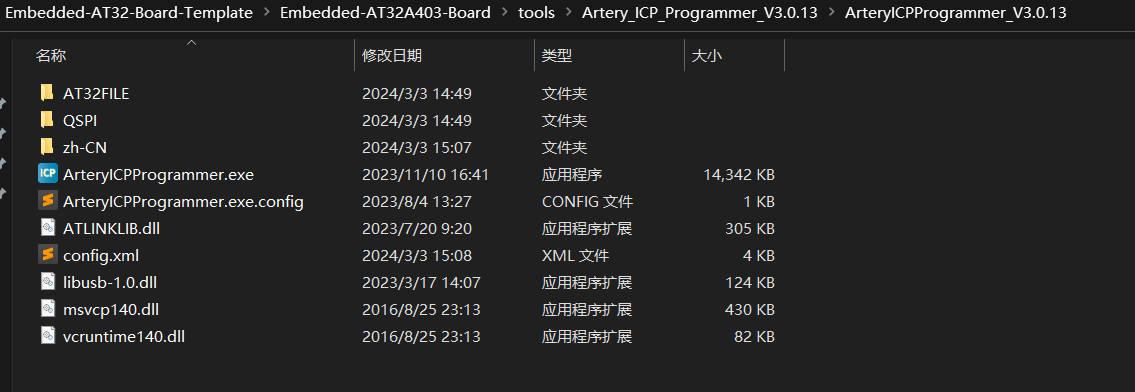 Embedded-AT32-Board-Template > Embedded-AT32A403-Board > tools > Artery_ICP_Programmer_V3.0.13 > ArteryICPProgrammer_V3.0.13
名称 修改日期 类型 大小
AT32FILE 2024/3/3 14:49 文件夹
QSPI 2024/3/3 14:49 文件夹
zh-CN 2024/3/3 15:07 文件夹
ICP ArteryICPProgrammer.exe 2023/11/10 16:41 应用程序 14,342 KB
ArteryICPProgrammer.exe.config 2023/8/4 13:27 CONFIG 文件 1 KB
ATLINKLIB.dll 2023/7/20 9:20 应用程序扩展 305 KB
config.xml 2024/3/3 15:08 XML 文件 4 KB
libusb-1.0.dll 2023/3/17 14:07 应用程序扩展 124 KB
msvcp140.dll 2016/8/25 23:13 应用程序扩展 430 KB
vcruntime140.dll 2016/8/25 23:13 应用程序扩展 82 KB